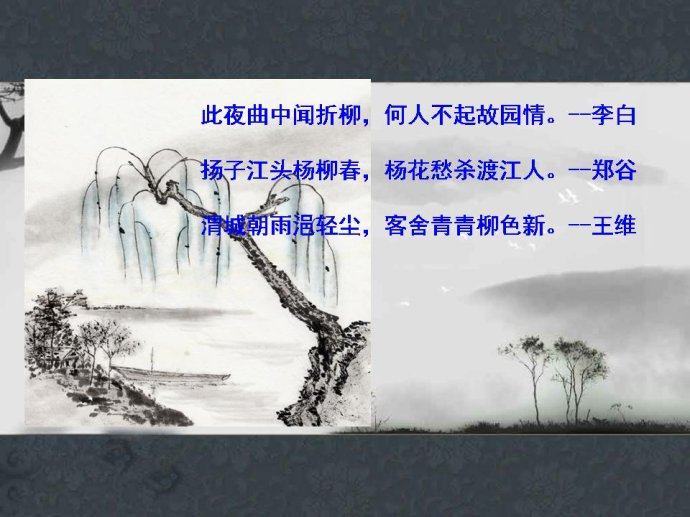 此夜曲中闻折柳，何人不起故园情。--李白
扬子江头杨柳春，杨花愁杀渡江人。--郑谷
渭城朝雨浥轻尘，客舍青青柳色新。--王维